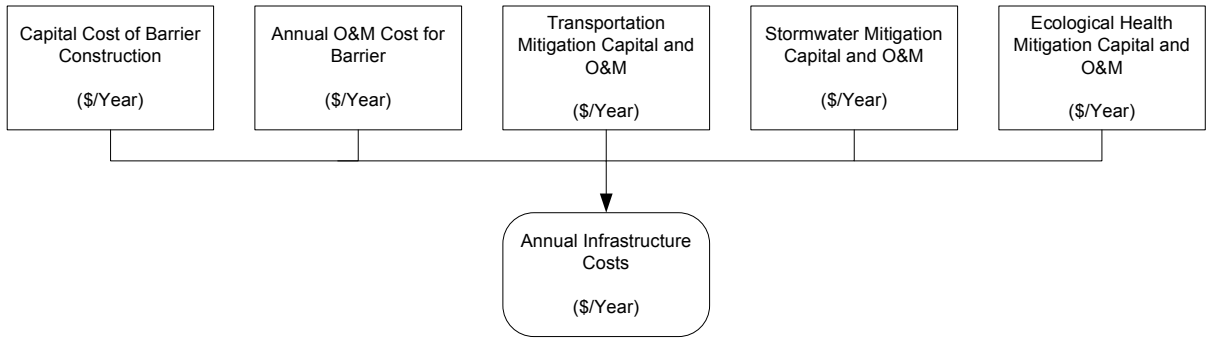 Capital Cost of Barrier
Construction
($/Year)
Annual O&M Cost for
Barrier
($/Year)
Transportation
Mitigation Capital and
O&M
($/Year)
Stormwater Mitigation
Capital and O&M
($/Year)
Ecological Health
Mitigation Capital and
O&M
($/Year)
Annual Infrastructure
Costs
($/Year)